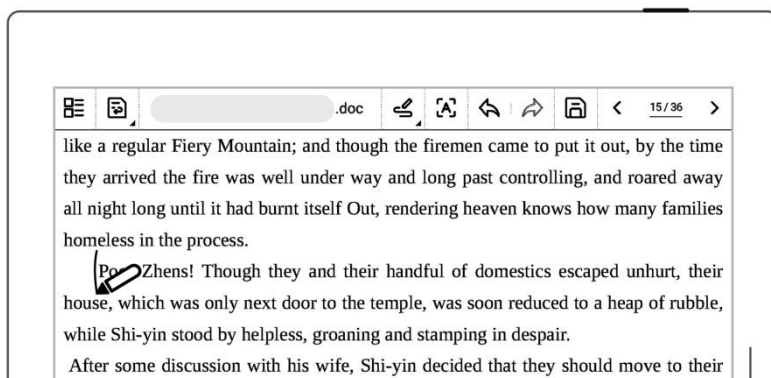 .doc
15 / 36
like a regular Fiery Mountain; and though the firemen came to put it out, by the time
they arrived the fire was well under way and long past controlling, and roared away
all night long until it had burnt itself Out, rendering heaven knows how many families
homeless in the process.
Zhens! Though they and their handful of domestics escaped unhurt, their
house, which was only next door to the temple, was soon reduced to a heap of rubble,
while Shi-yin stood by helpless, groaning and stamping in despair.
After some discussion with his wife, Shi-yin decided that they should move to their